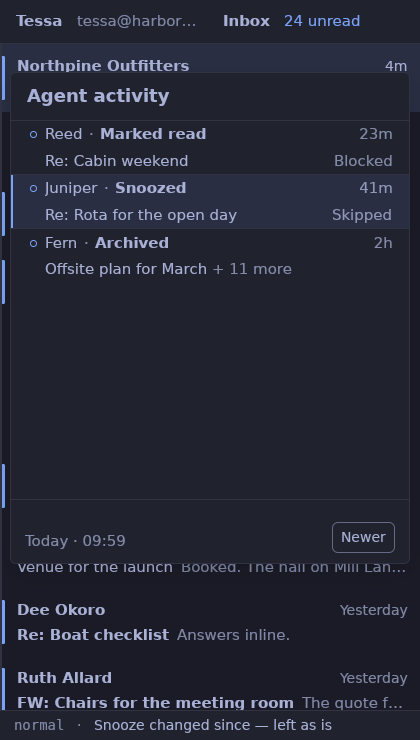 Tessa tessa@harbor… Inbox 24 unread
Northpine Outfitters 4m
Agent activity
Reed · Marked read 23m
Re: Cabin weekend Blocked
Juniper · Snoozed 41m
Re: Rota for the open day Skipped
Fern · Archived 2h
Offsite plan for March + 11 more
Today · 09:59 Newer
Venue for the launch Booked. The hall on Mill Lan…
Dee Okoro Yesterday
Re: Boat checklist Answers inline.
Ruth Allard Yesterday
FW: Chairs for the meeting room The quote f…
normal · Snooze changed since — left as is